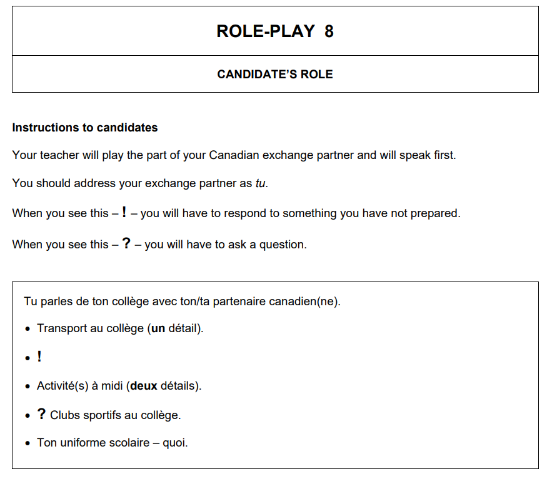 ROLE-PLAY 8
CANDIDATE'S ROLE
Instructions to candidates
Your teacher will play the part of your Canadian exchange partner and will speak first.
You should address your exchange partner as tu.
When you see this – ! – you will have to respond to something you have not prepared.
When you see this – ? – you will have to ask a question.
Tu parles de ton collège avec ton/ta partenaire canadien(ne).
• Transport au collège (un détail).
• !
• Activité(s) à midi (deux détails).
• ? Clubs sportifs au collège.
• Ton uniforme scolaire – quoi.